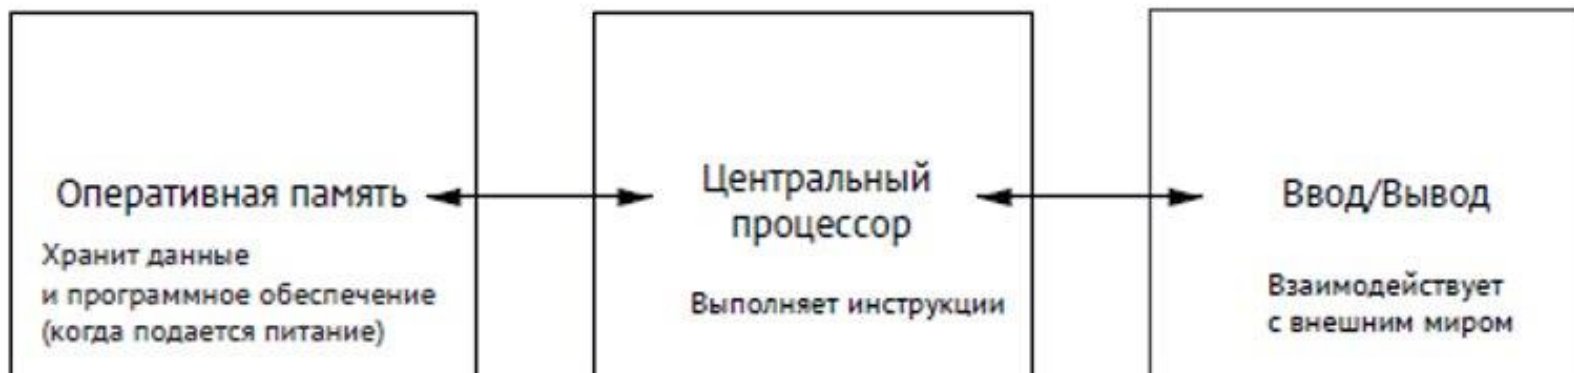 Оперативная память
Хранит данные
и программное обеспечение
(когда подается питание)
Центральный
процессор
Выполняет инструкции
Ввод/Вывод
Взаимодействует
с внешним миром